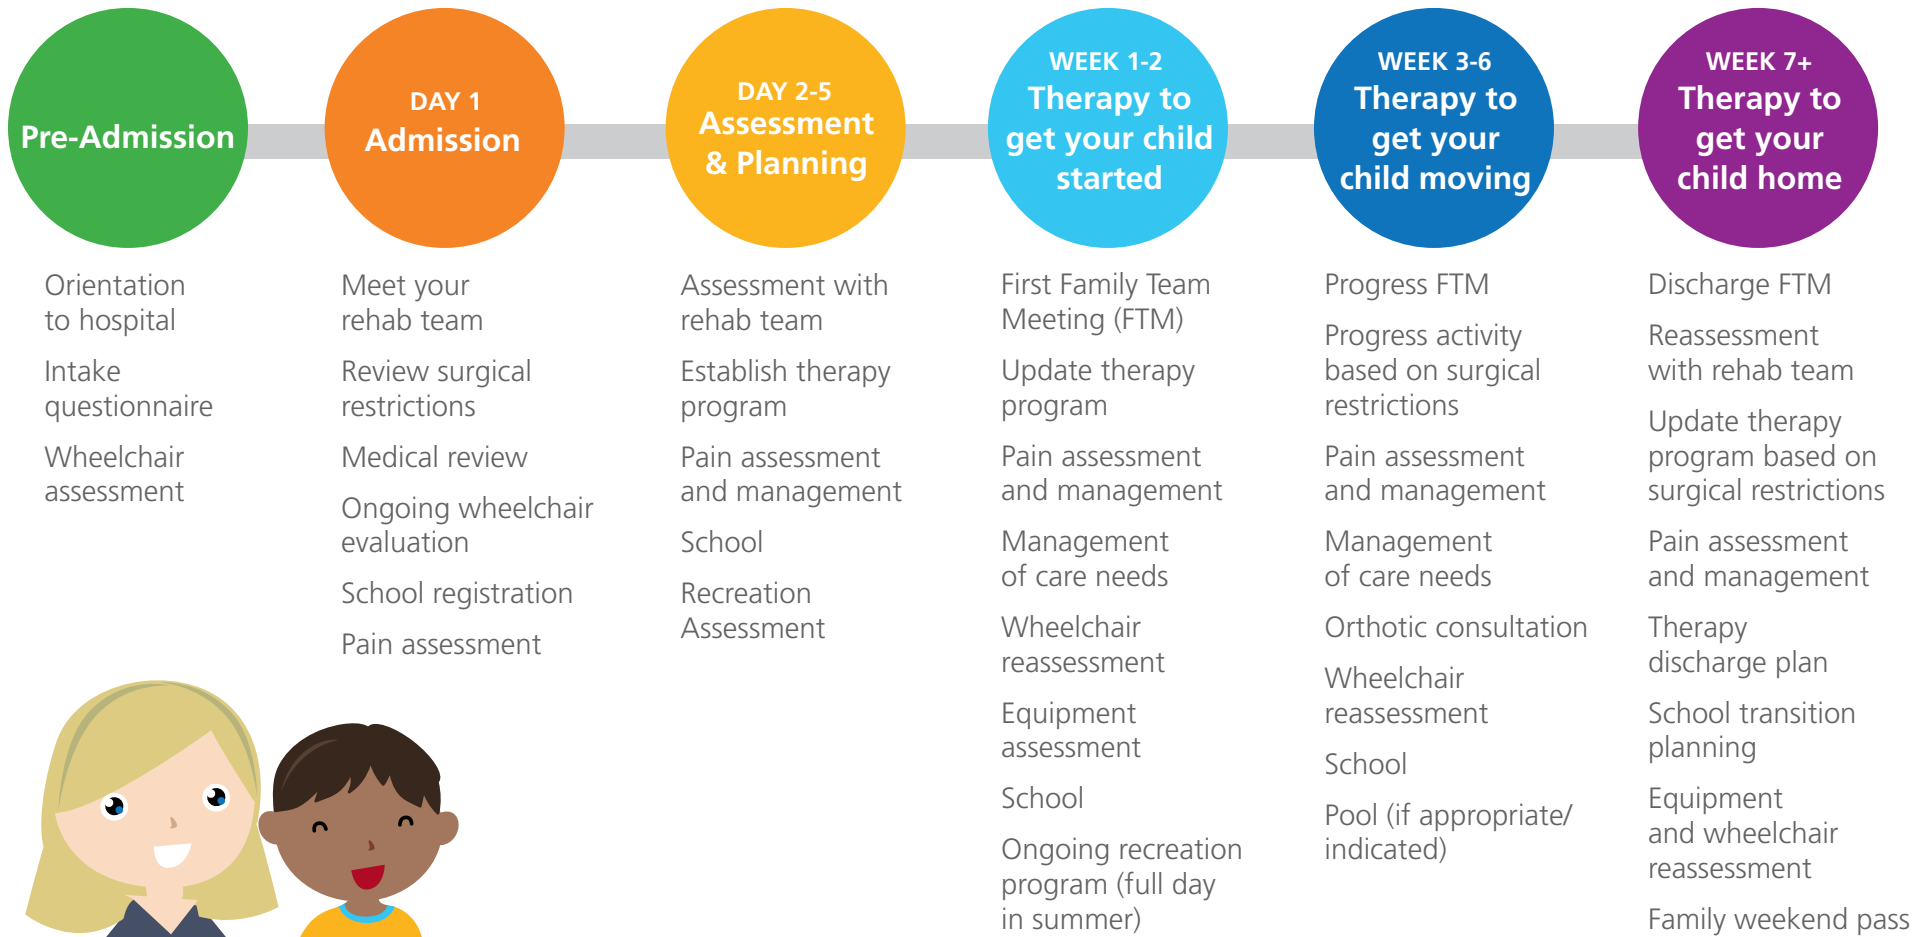 Pre-Admission
Orientation
to hospital
Intake
questionnaire
Wheelchair
assessment
DAY 1
Admission
Meet your
rehab team
Review surgical
restrictions
Medical review
Ongoing wheelchair
evaluation
School registration
Pain assessment
DAY 2-5
Assessment
& Planning
Assessment with
rehab team
Establish therapy
program
Pain assessment
and management
School
Recreation
Assessment
WEEK 1-2
Therapy to
get your child
started
First Family Team
Meeting (FTM)
Update therapy
program
Pain assessment
and management
Management
of care needs
Wheelchair
reassessment
Equipment
assessment
School
Ongoing recreation
program (full day
in summer)
WEEK 3-6
Therapy to
get your
child moving
Progress FTM
Progress activity
based on surgical
restrictions
Pain assessment
and management
Management
of care needs
Orthotic consultation
Wheelchair
reassessment
School
Pool (if appropriate/
indicated)
WEEK 7+
Therapy to
get your
child home
Discharge FTM
Reassessment
with rehab team
Update therapy
program based on
surgical restrictions
Pain assessment
and management
Therapy
discharge plan
School transition
planning
Equipment
and wheelchair
reassessment
Family weekend pass